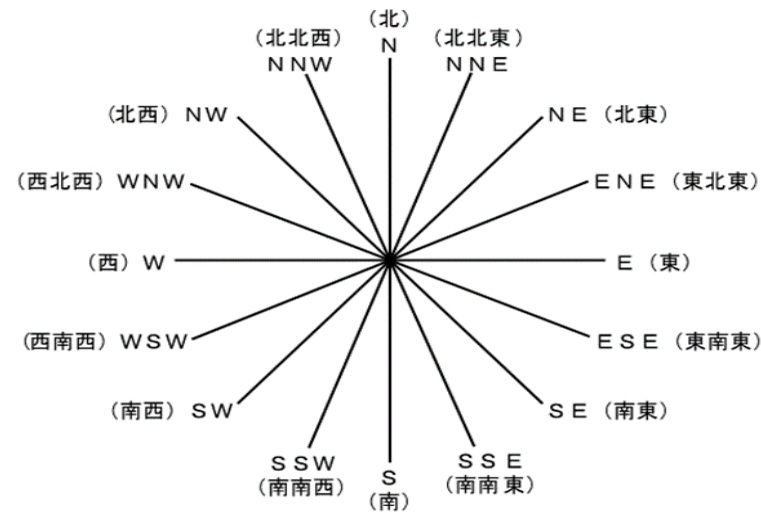 （北）
N
（北北西）
NNW
（北北東）
NNE
（北西）NW
NE（北東）
（西北西）WNW
ENE（東北東）
（西）W
E（東）
（西南西）WSW
ESE（東南東）
（南西）SW
SE（南東）
SSW
（南南西）
S
（南）
SSE
（南南東）